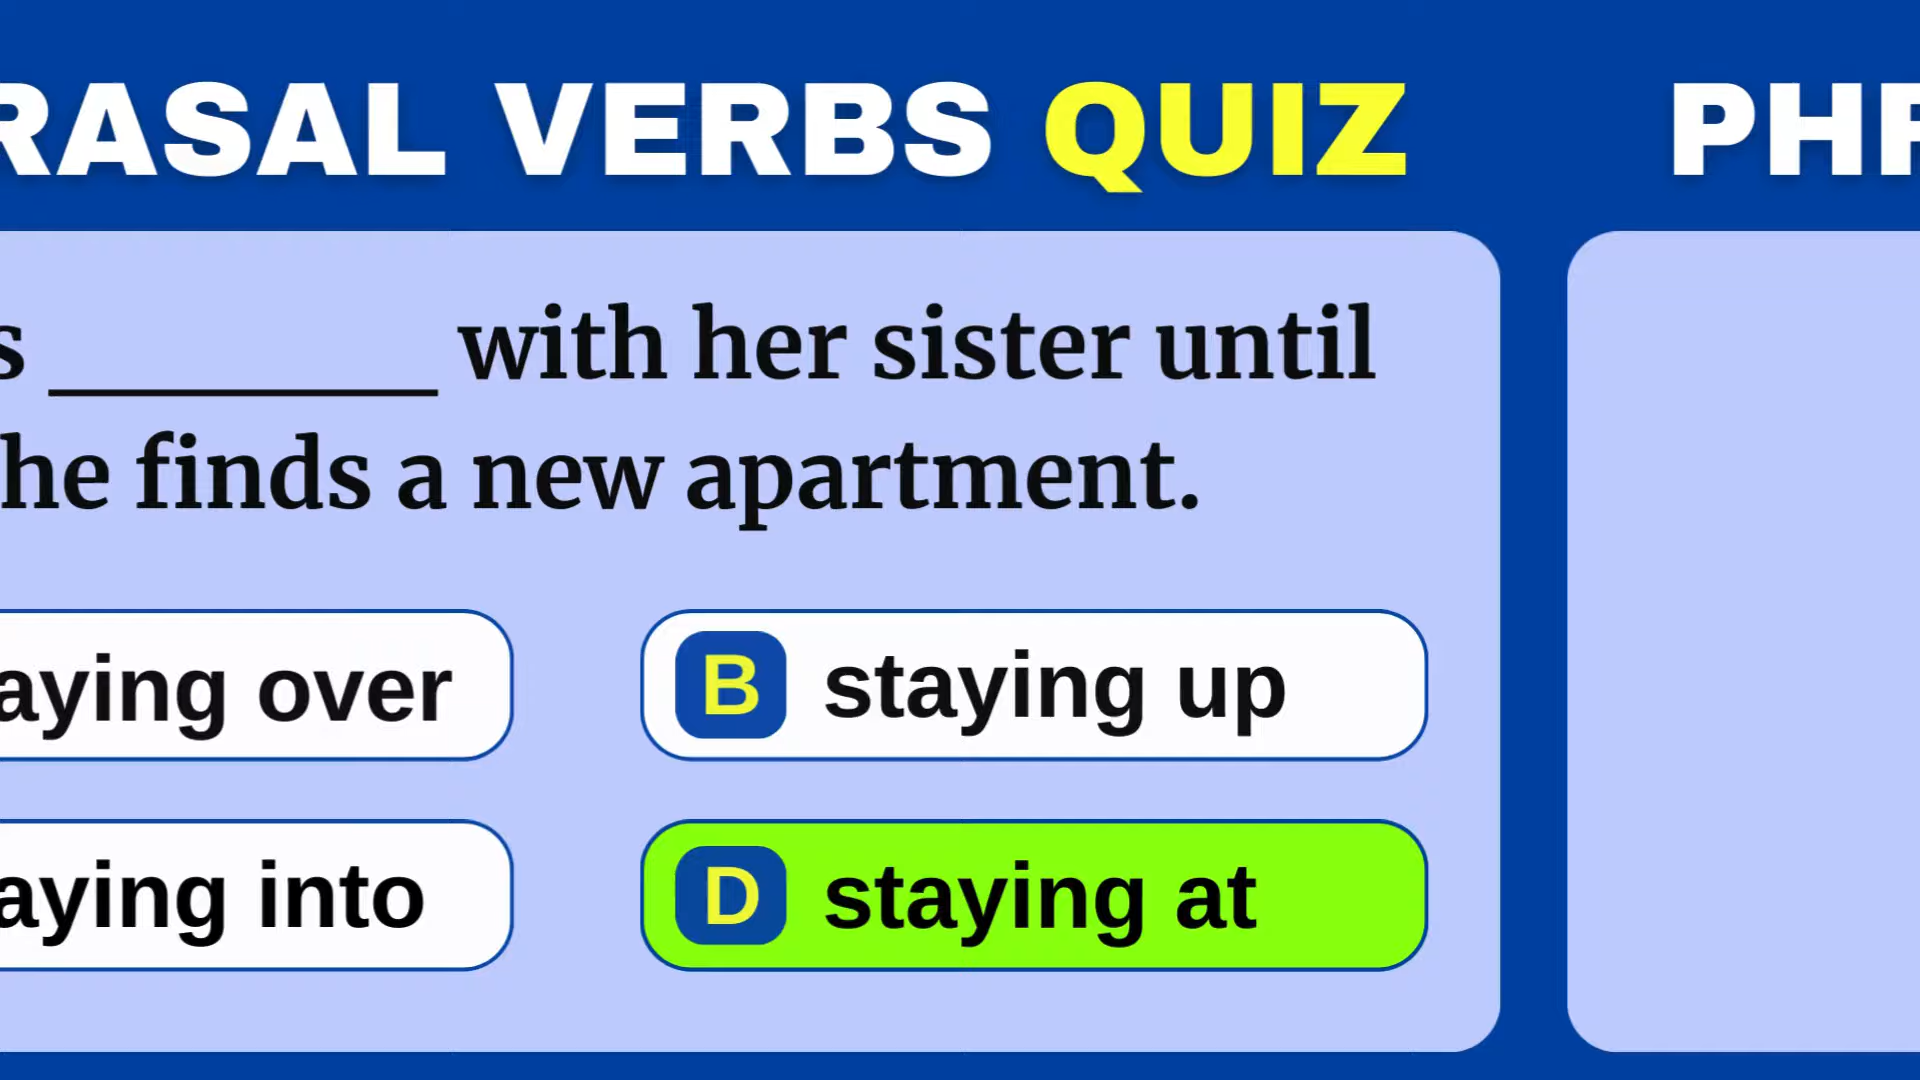 RASAL VERBS QUIZ PHR
s ________ with her sister until
he finds a new apartment.
aying over
B staying up
aying into
D staying at